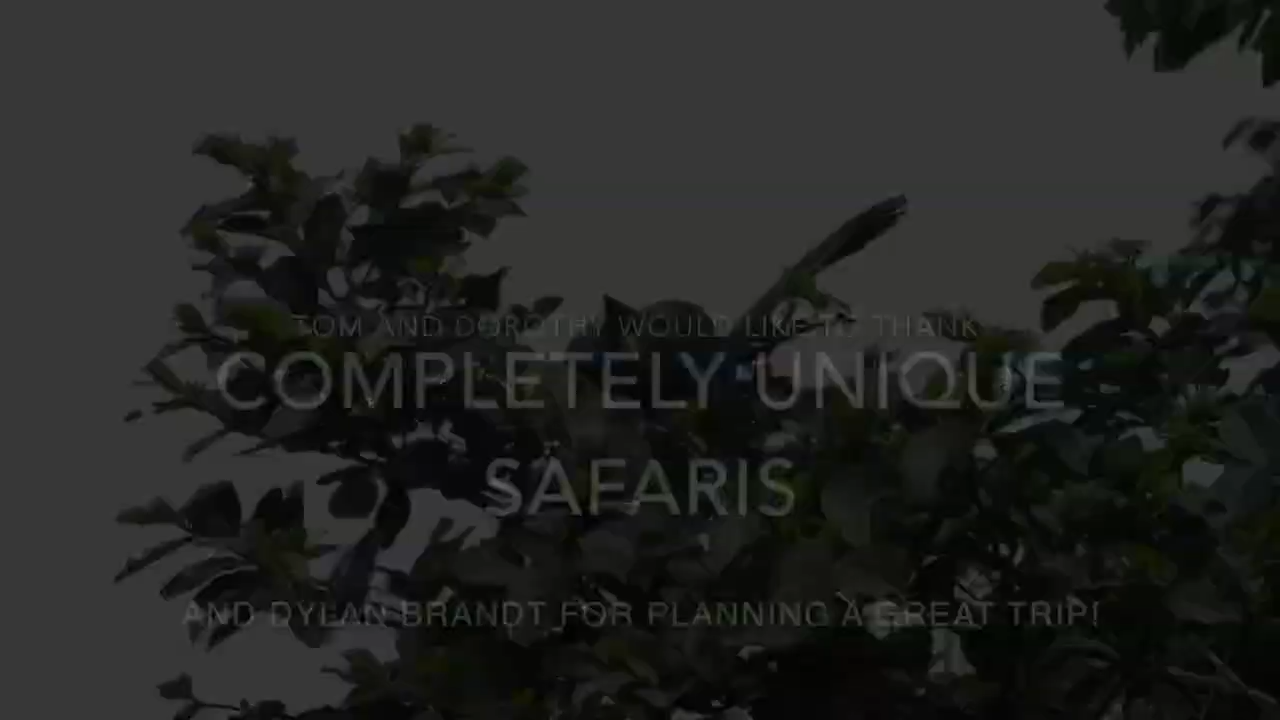 TOM AND DOROTHY WOULD LIKE TO THANK
COMPLETELY UNIQUE
SAFARIS
AND DYLAN BRANDT FOR PLANNING A GREAT TRIP!